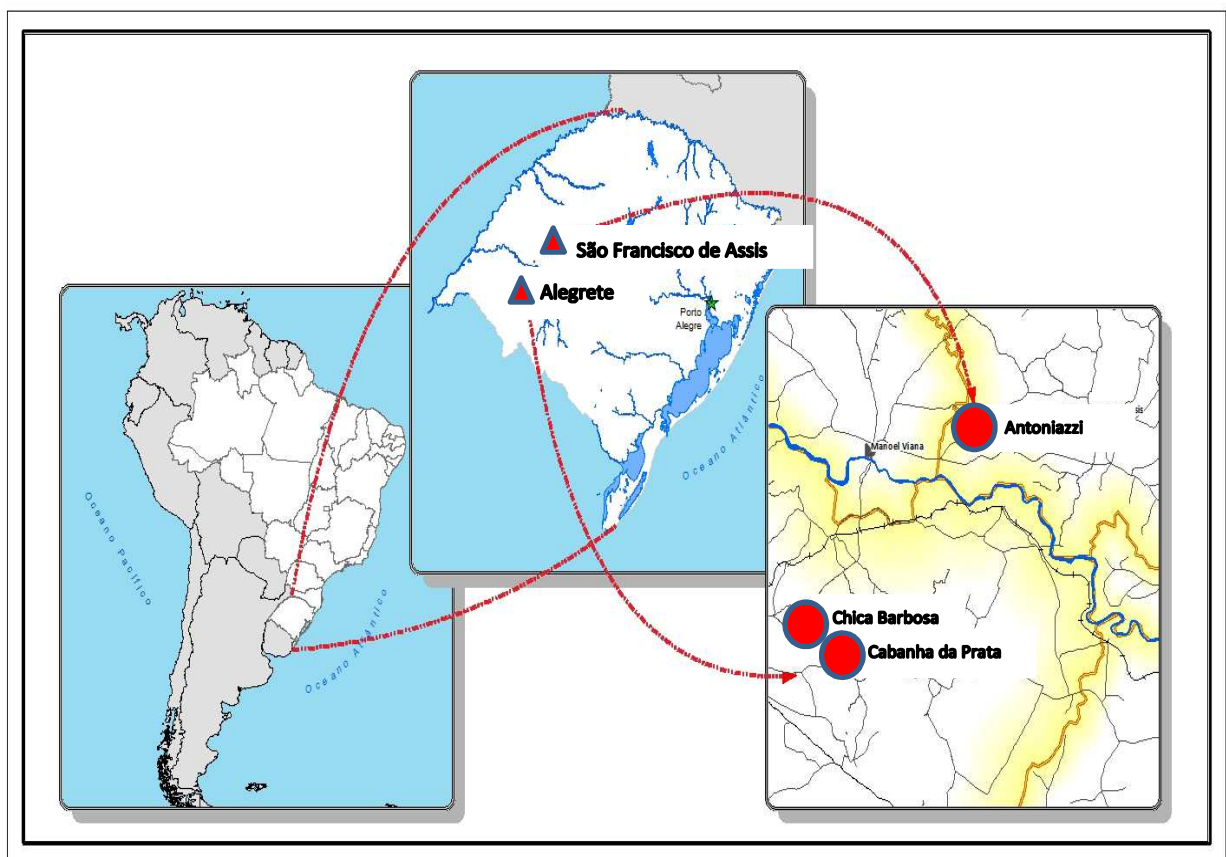 São Francisco de Assis
Alegrete
Porto
Alegre
Oceano Atlântico
Oceano Pacífico
Oceano Atlântico
Manoel Viana
Antoniazzi
Chica Barbosa
Cabanha da Prata